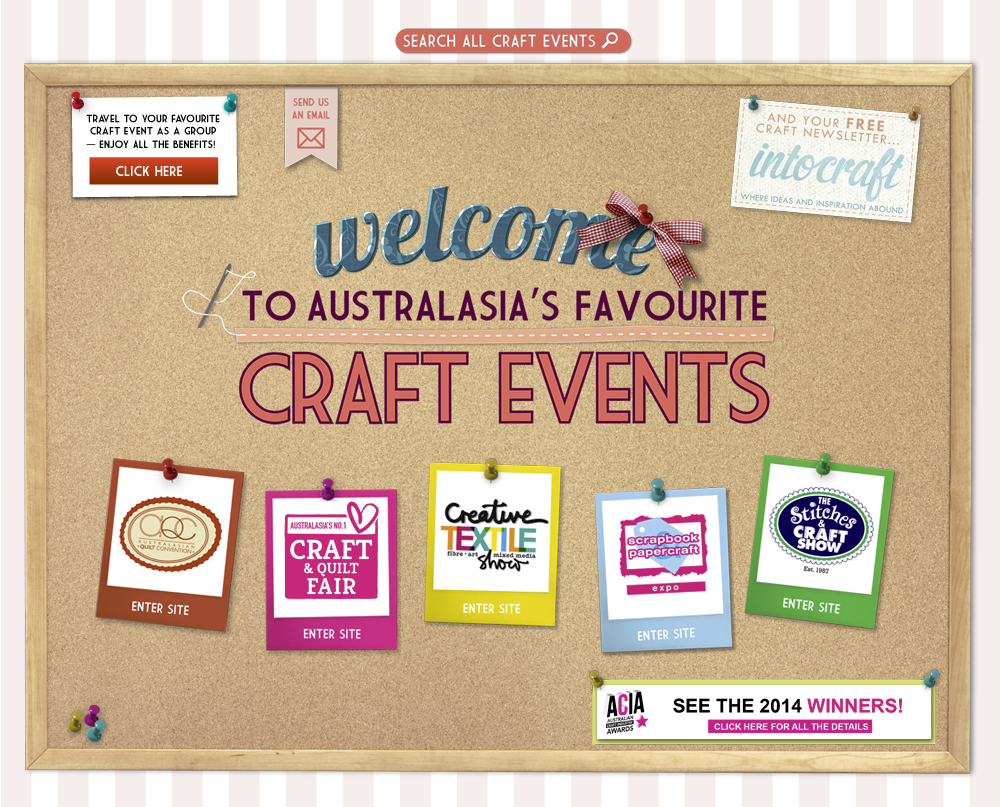 SEARCH ALL CRAFT EVENTS
TRAVEL TO YOUR FAVOURITE
CRAFT EVENT AS A GROUP
— ENJOY ALL THE BENEFITS!
CLICK HERE
SEND US
AN EMAIL
AND YOUR FREE
CRAFT NEWSLETTER...
intocraft
WHERE IDEAS AND INSPIRATION ABOUND
welcome
TO AUSTRALASIA'S FAVOURITE
CRAFT EVENTS
AQC
AUSTRALASIAN
QUILT CONVENTION
ENTER SITE
AUSTRALASIA'S NO.1
CRAFT
& QUILT
FAIR
ENTER SITE
Creative
TEXTILE
fibre • art mixed media
Show
ENTER SITE
scrapbook
papercraft
expo
ENTER SITE
THE
Stitches
&
CRAFT
SHOW
Est. 1987
ENTER SITE
ACIA
AUSTRALIAN
CRAFT INDUSTRY
AWARDS
SEE THE 2014 WINNERS!
CLICK HERE FOR ALL THE DETAILS